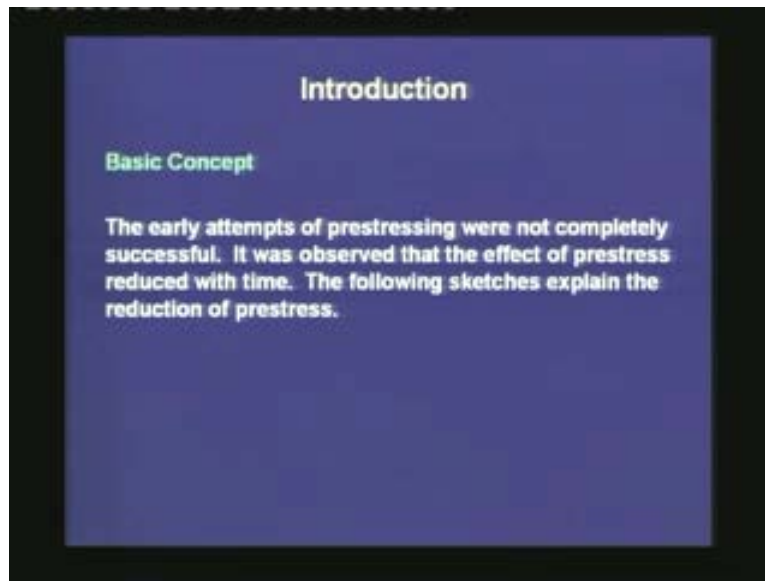 Introduction
Basic Concept
The early attempts of prestressing were not completely
successful. It was observed that the effect of prestress
reduced with time. The following sketches explain the
reduction of prestress.